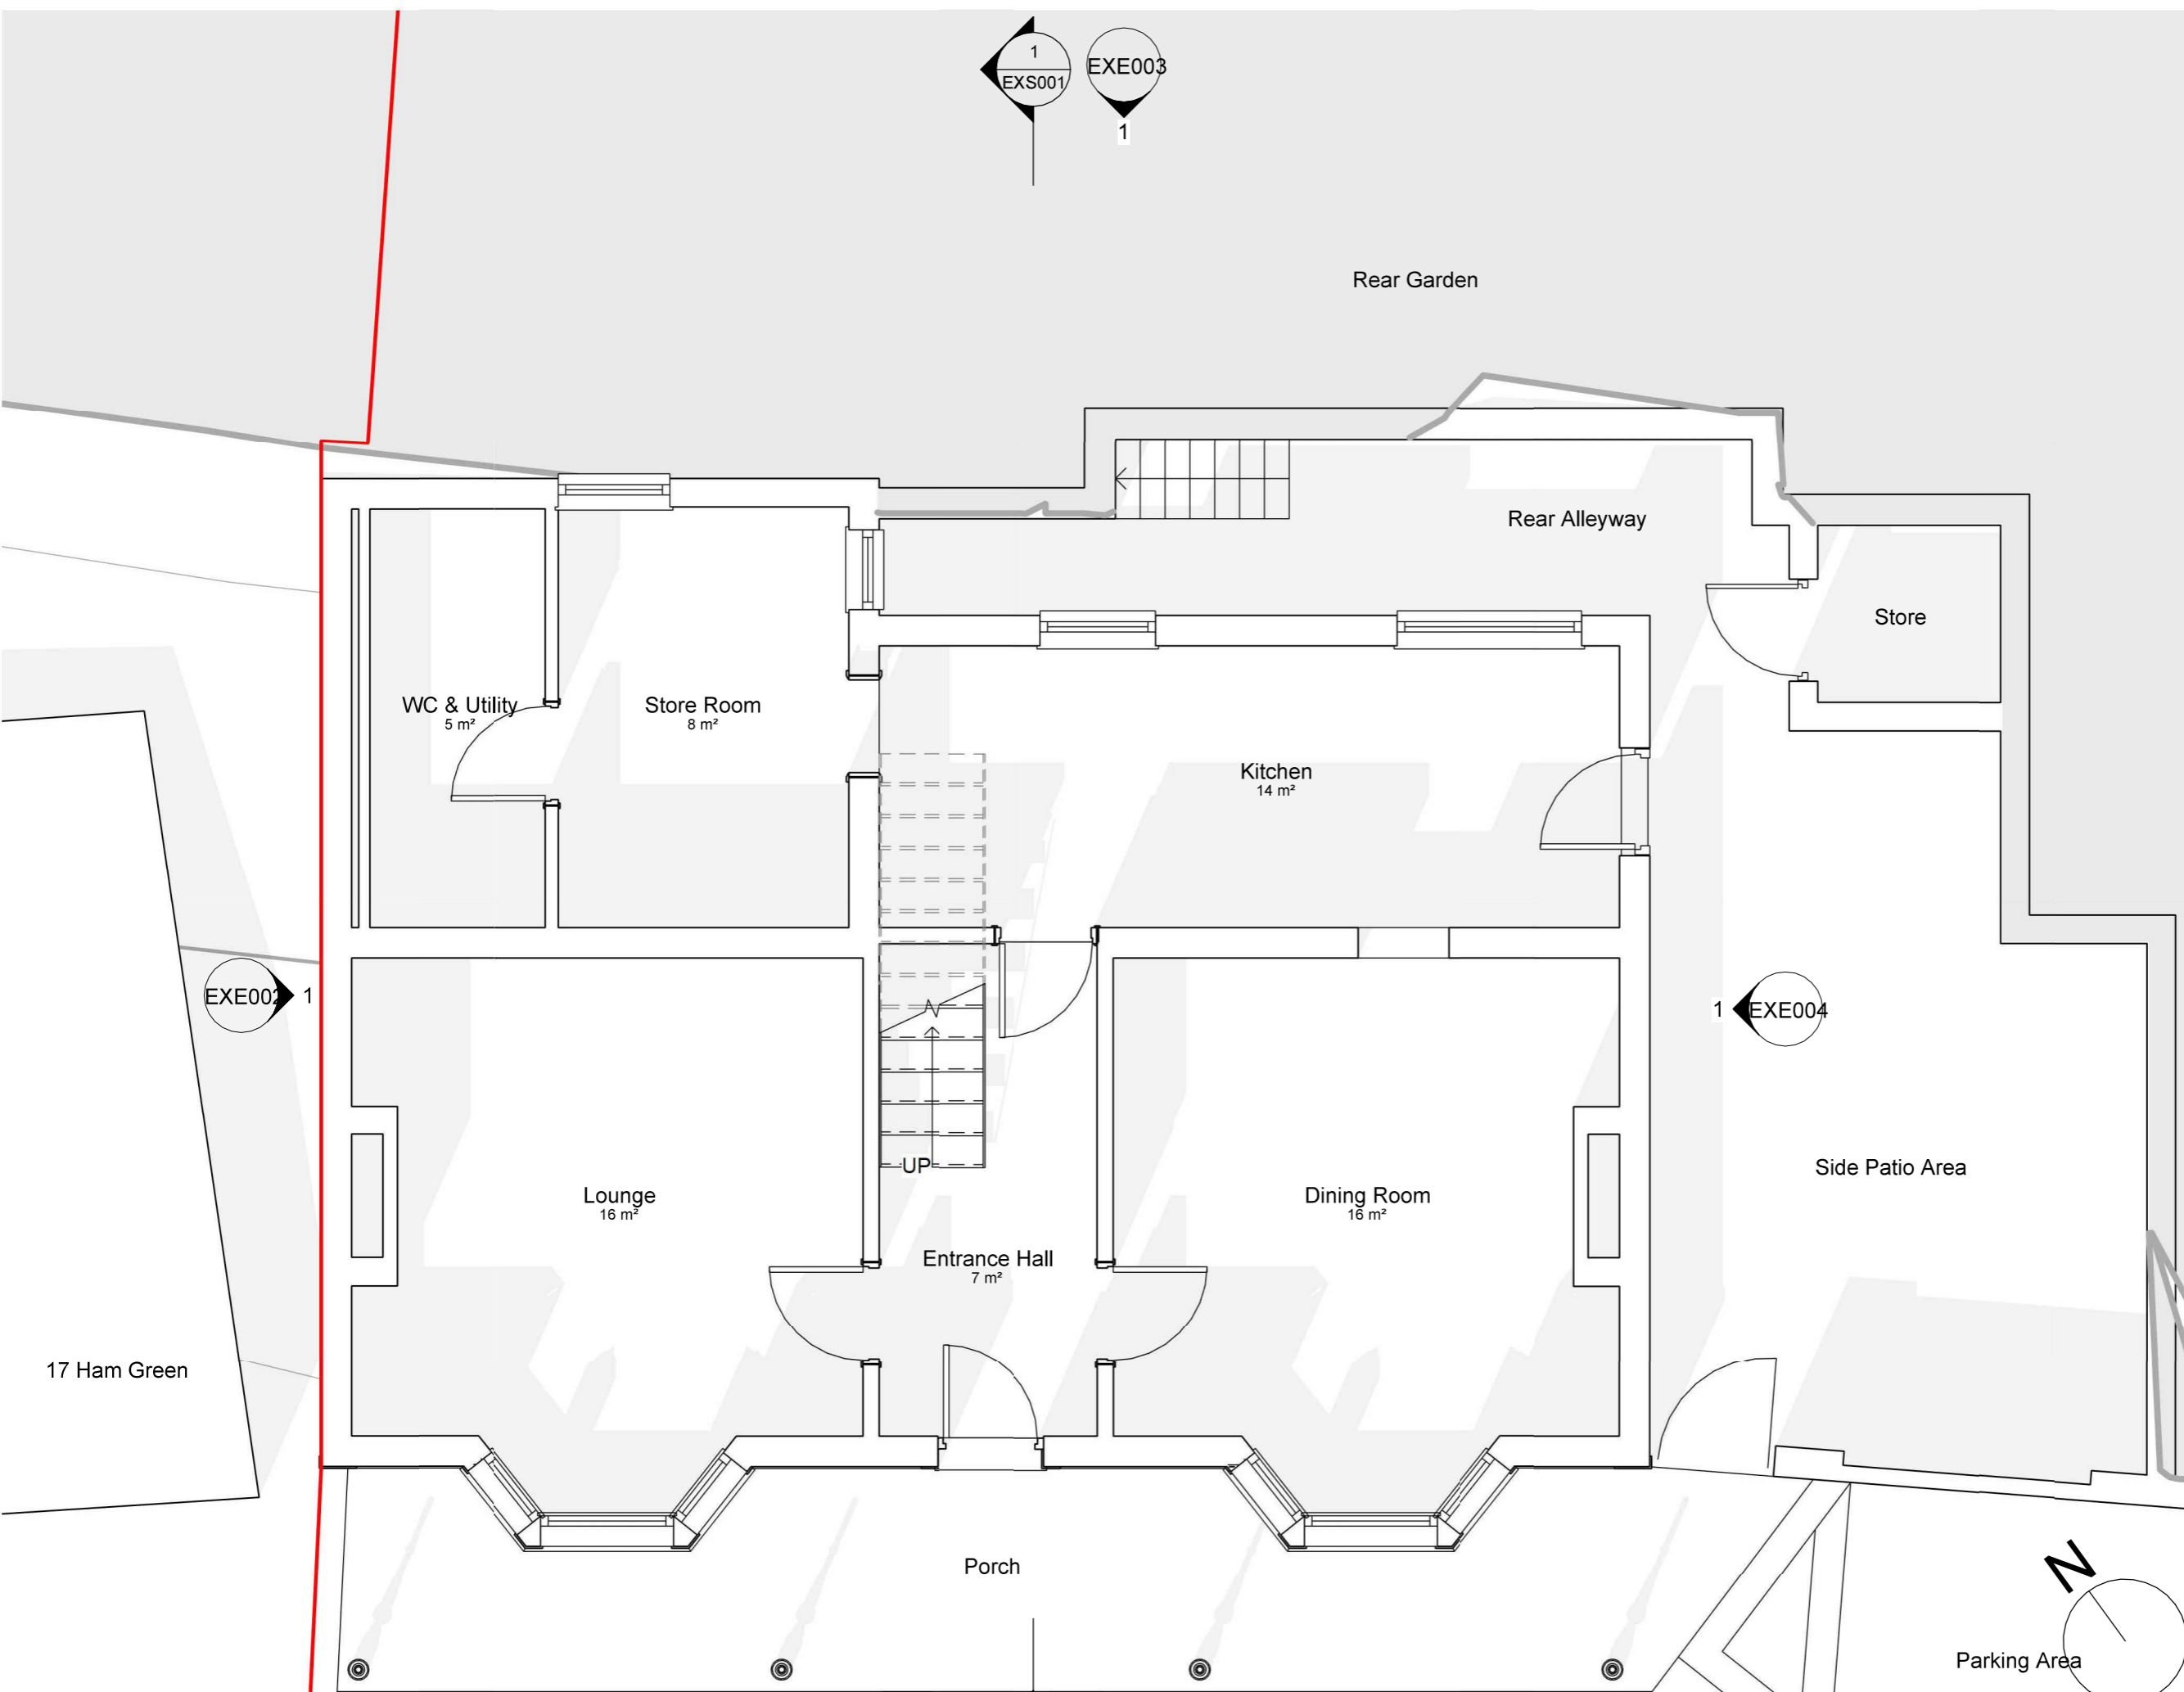 1
EXS001
EXE003
1
Rear Garden
Rear Alleyway
Store
WC & Utility
5 m²
Store Room
8 m²
Kitchen
14 m²
EXE002
1
1
EXE004
UP
Lounge
16 m²
Dining Room
16 m²
Side Patio Area
Entrance Hall
7 m²
17 Ham Green
Porch
N
Parking Area